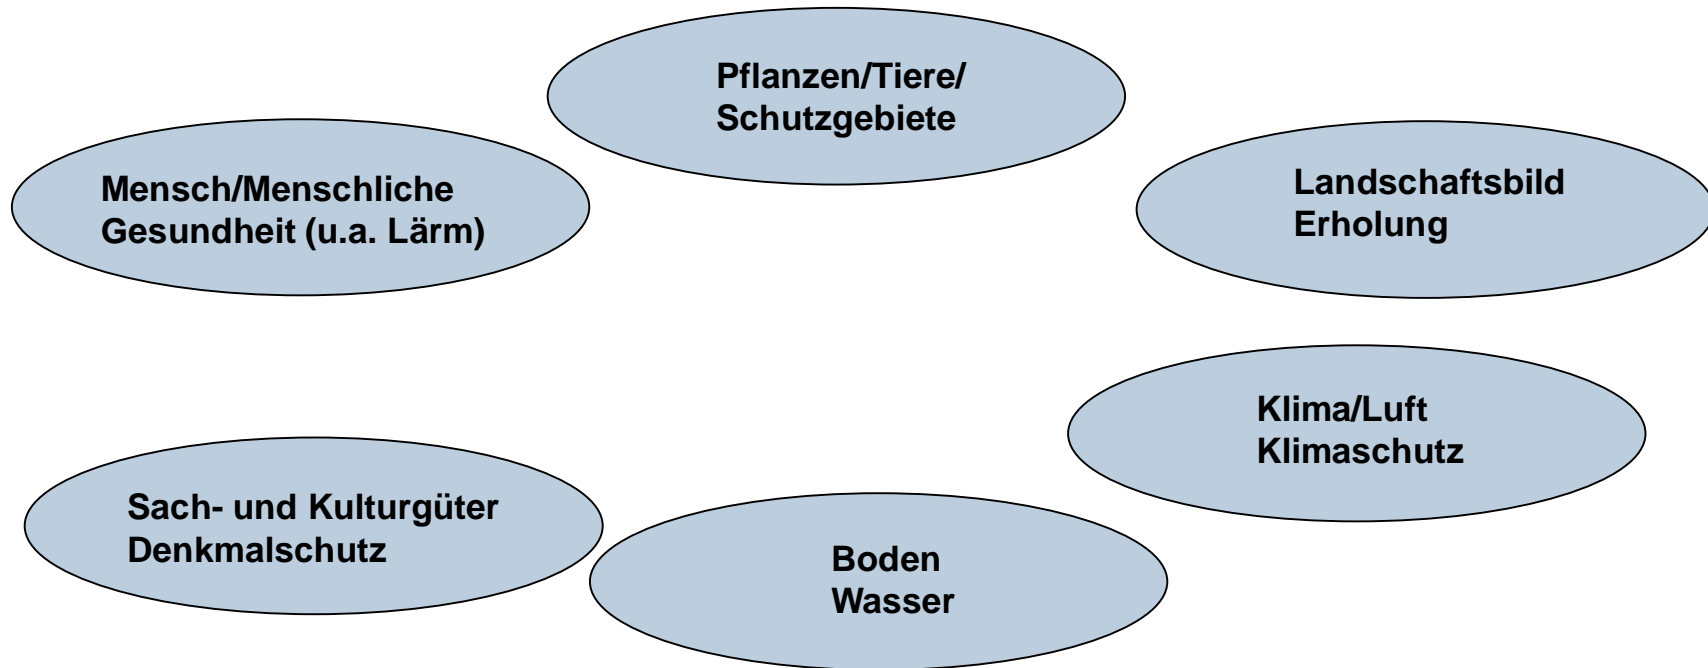 Pflanzen/Tiere/
Schutzgebiete
Mensch/Menschliche
Gesundheit (u.a. Lärm)
Landschaftsbild
Erholung
Klima/Luft
Klimaschutz
Sach- und Kulturgüter
Denkmalschutz
Boden
Wasser